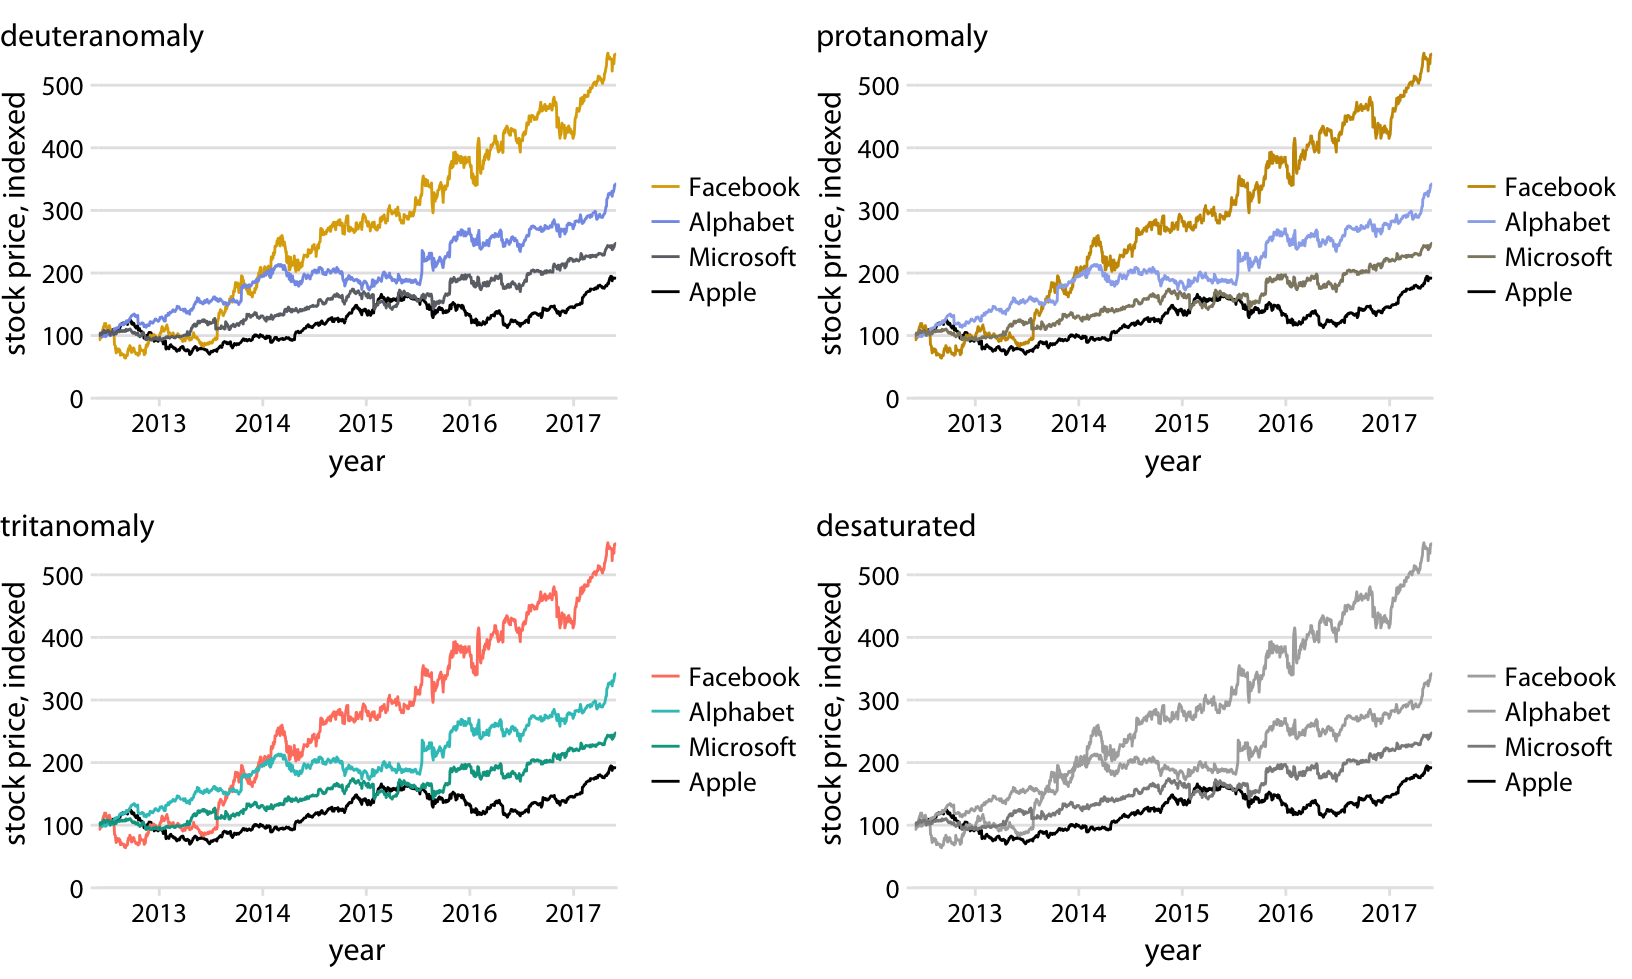 deuteranomaly
stock price, indexed
500
400
300
200
100
0
2013 2014 2015 2016 2017
year
Facebook
Alphabet
Microsoft
Apple
protanomaly
stock price, indexed
500
400
300
200
100
0
2013 2014 2015 2016 2017
year
Facebook
Alphabet
Microsoft
Apple
tritanomaly
stock price, indexed
500
400
300
200
100
0
2013 2014 2015 2016 2017
year
Facebook
Alphabet
Microsoft
Apple
desaturated
stock price, indexed
500
400
300
200
100
0
2013 2014 2015 2016 2017
year
Facebook
Alphabet
Microsoft
Apple